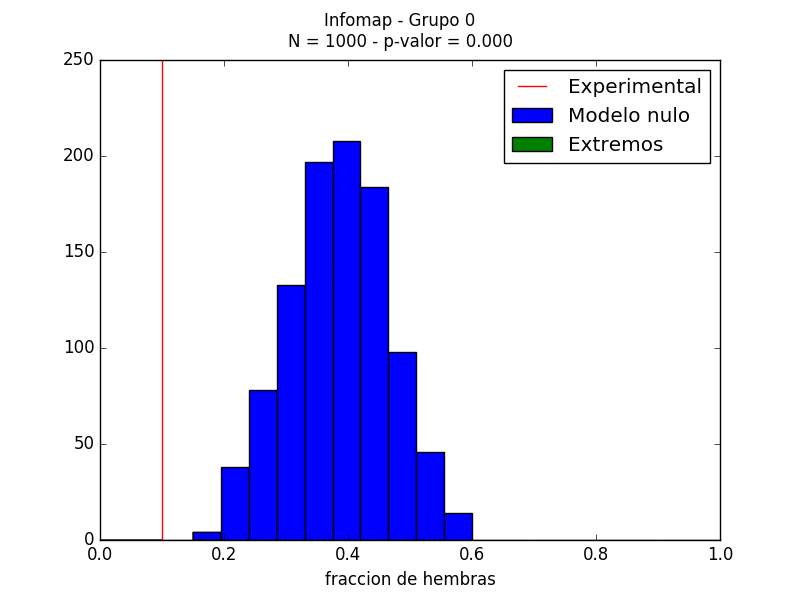 Infomap - Grupo 0
N = 1000 - p-valor = 0.000
250
200
150
100
50
0
Experimental
Modelo nulo
Extremos
0.0 0.2 0.4 0.6 0.8 1.0
fraccion de hembras